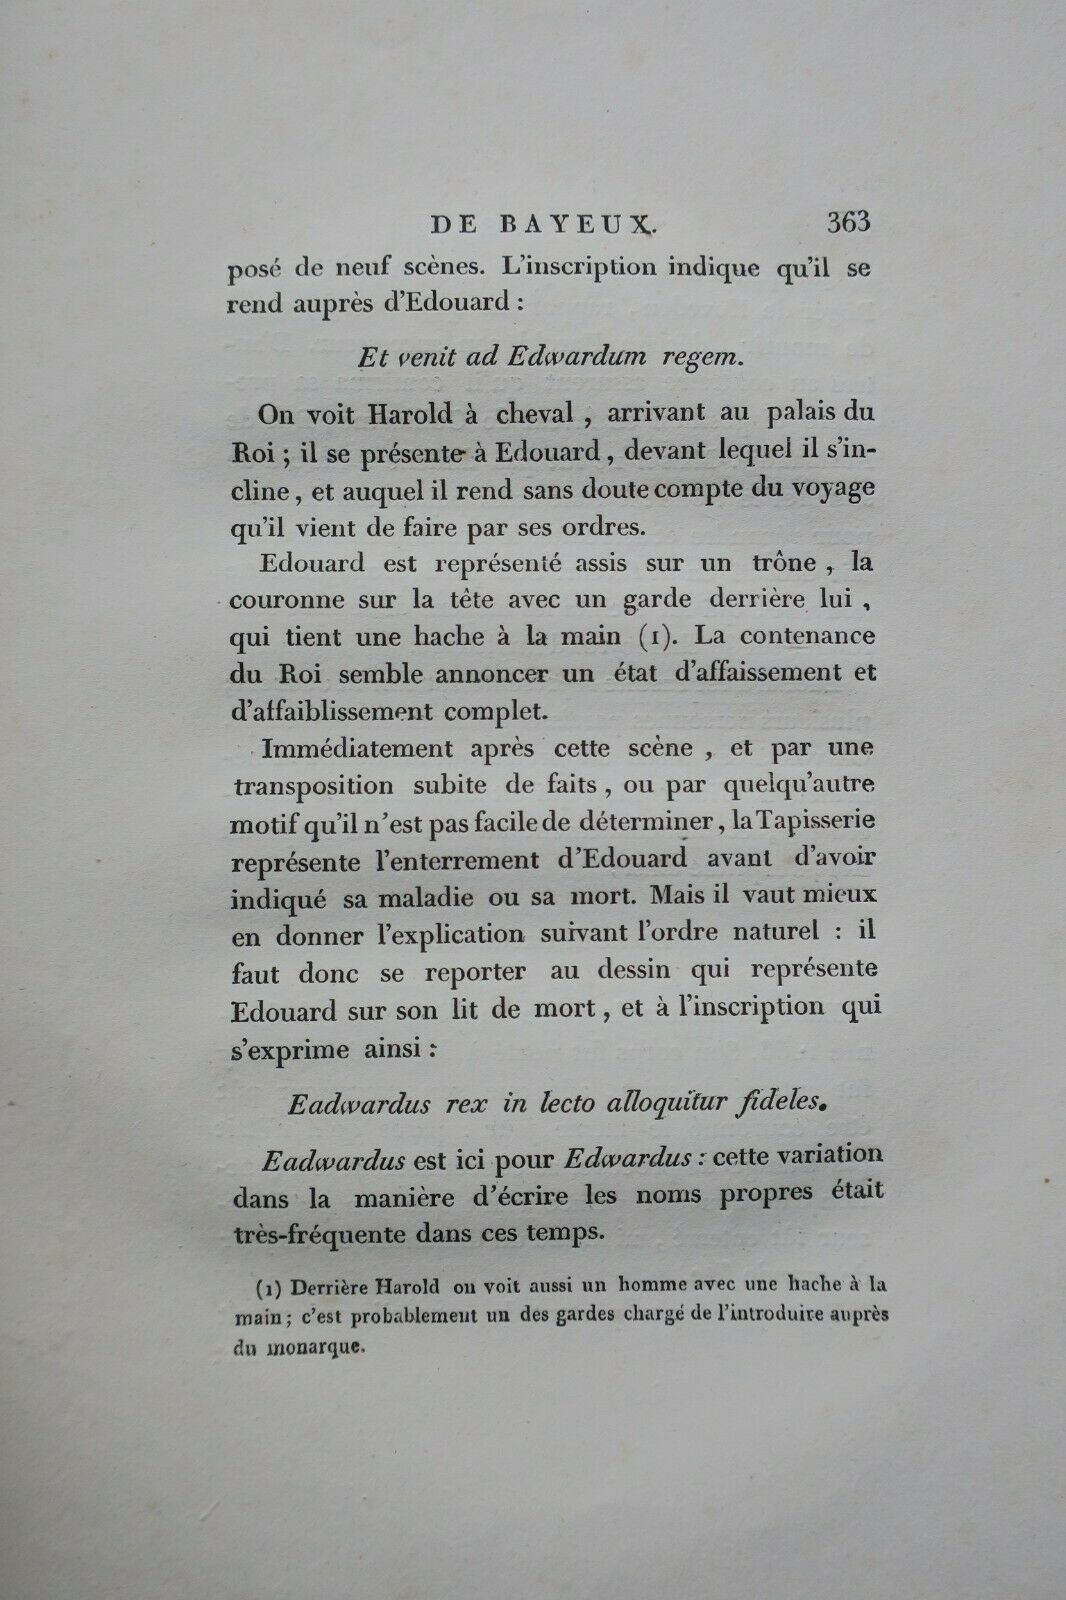 DE BAYEUX. 363
posé de neuf scènes. L'inscription indique qu'il se
rend auprès d'Edouard :
Et venit ad Edwardum regem.
On voit Harold à cheval , arrivant au palais du
Roi ; il se présente à Edouard , devant lequel il s'in-
cline , et auquel il rend sans doute compte du voyage
qu'il vient de faire par ses ordres.
Edouard est représenté assis sur un trône , la
couronne sur la tête avec un garde derrière lui ,
qui tient une hache à la main (1). La contenance
du Roi semble annoncer un état d'affaissement et
d'affaiblissement complet.
Immédiatement après cette scène , et par une
transposition subite de faits , ou par quelqu'autre
motif qu'il n'est pas facile de déterminer , la Tapisserie
représente l'enterrement d'Edouard avant d'avoir
indiqué sa maladie ou sa mort. Mais il vaut mieux
en donner l'explication suivant l'ordre naturel : il
faut donc se reporter au dessin qui représente
Edouard sur son lit de mort , et à l'inscription qui
s'exprime ainsi :
Eadwardus rex in lecto alloquitur fideles.
Eadwardus est ici pour Edwardus : cette variation
dans la manière d'écrire les noms propres était
très-fréquente dans ces temps.
(1) Derrière Harold on voit aussi un homme avec une hache à la
main ; c'est probablement un des gardes chargé de l'introduire auprès
du monarque.